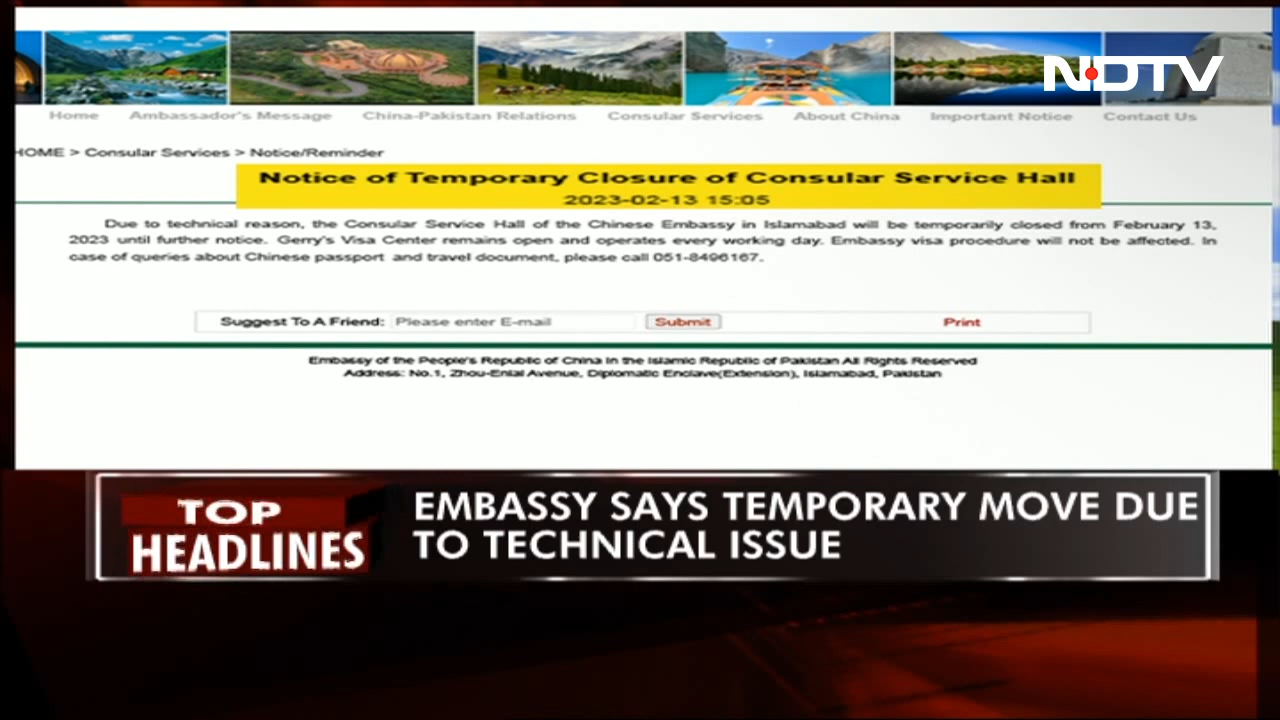 NDTV
Home Ambassador's Message China-Pakistan Relations Consular Services About China Important Notice Contact Us
HOME > Consular Services > Notice/Reminder
Notice of Temporary Closure of Consular Service Hall
2023-02-13 15:05
Due to technical reason, the Consular Service Hall of the Chinese Embassy in Islamabad will be temporarily closed from February 13,
2023 until further notice. Gerry's Visa Center remains open and operates every working day. Embassy visa procedure will not be affected. In
case of queries about Chinese passport and travel document, please call 051-8496167.
Suggest To A Friend: Please enter E-mail Submit Print
Embassy of the People's Republic of China in the Islamic Republic of Pakistan All Rights Reserved
Address: No.1, Zhou-Enlai Avenue, Diplomatic Enclave(Extension), Islamabad, Pakistan
TOP
HEADLINES
EMBASSY SAYS TEMPORARY MOVE DUE
TO TECHNICAL ISSUE